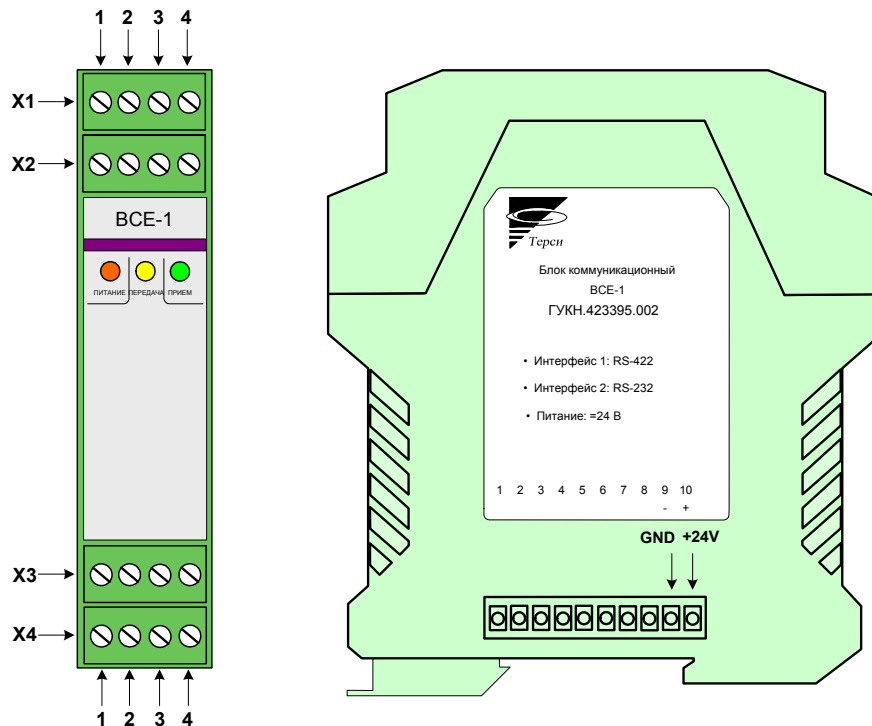 1 2 3 4
X1
X2
BCE-1
ПИТАНИЕ ПЕРЕДАЧА ПРИЕМ
X3
X4
1 2 3 4
Терси
Блок коммуникационный
BCE-1
ГУКН.423395.002
• Интерфейс 1: RS-422
• Интерфейс 2: RS-232
• Питание: =24 В
1 2 3 4 5 6 7 8 9 10
- +
GND +24V